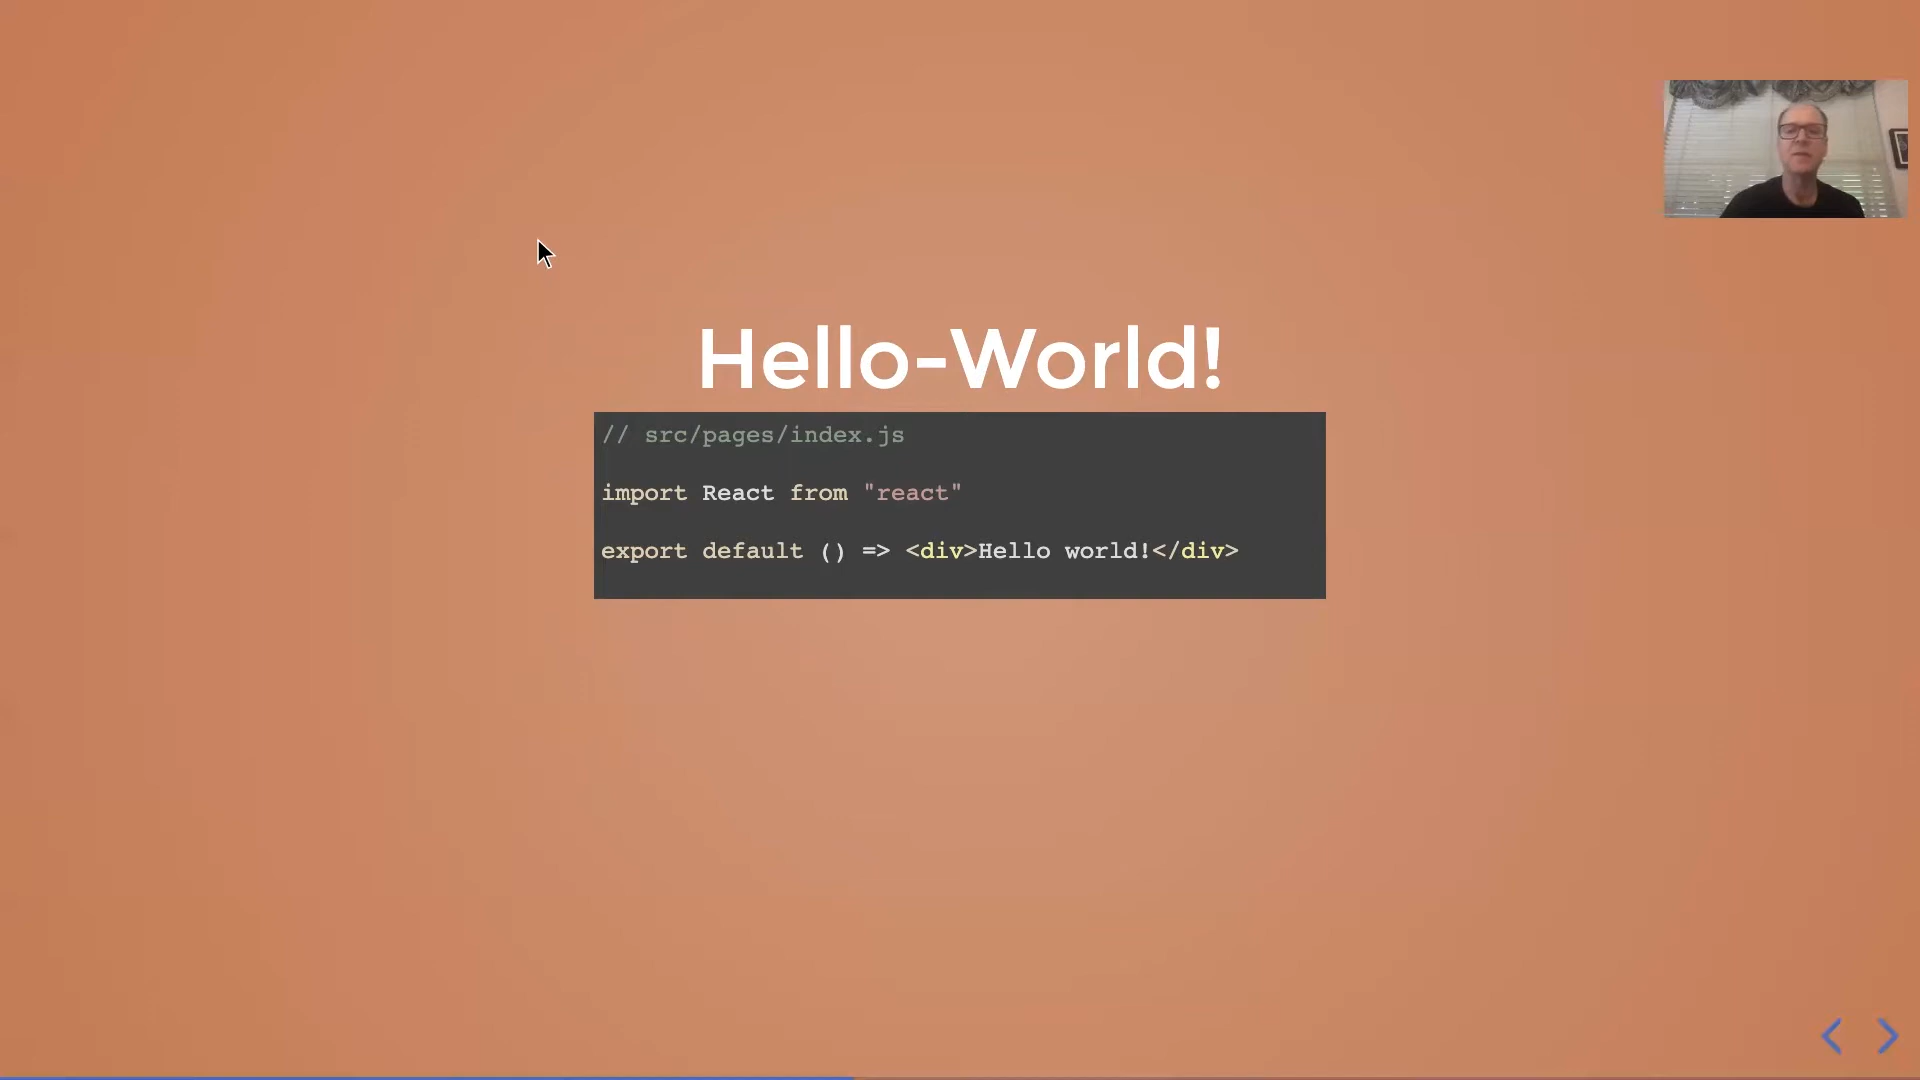 Hello-World!
// src/pages/index.js
import React from "react"
export default () => <div>Hello world!</div>